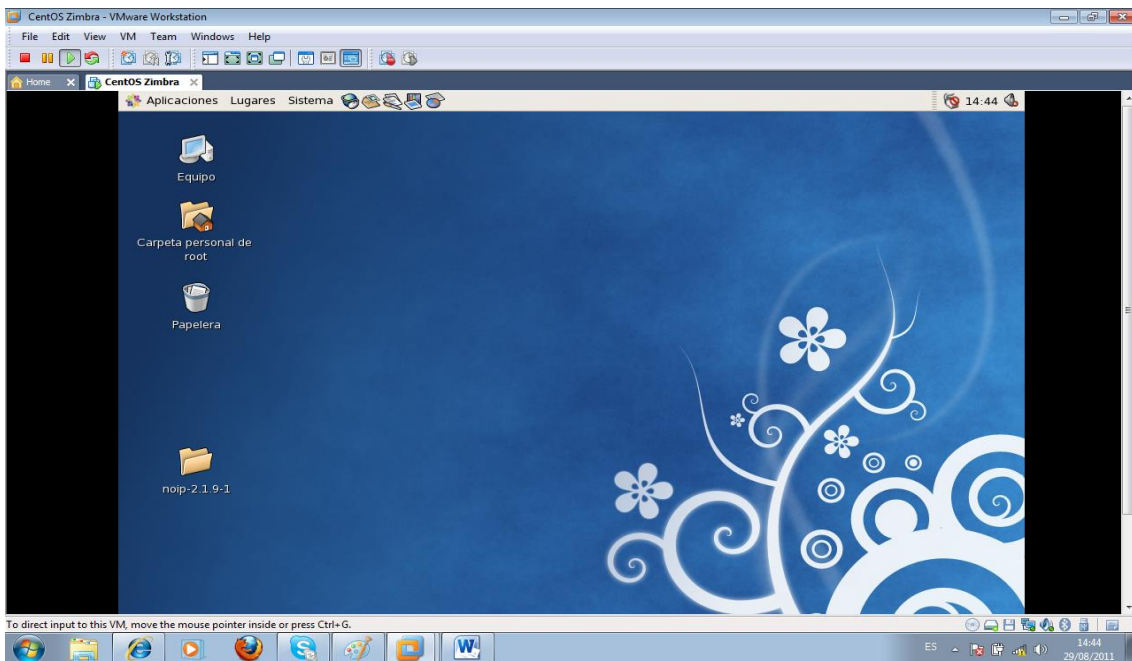 CentOS Zimbra - VMware Workstation
File Edit View VM Team Windows Help
Home CentOS Zimbra
Aplicaciones Lugares Sistema 14:44
Equipo
Carpeta personal de
root
Papelera
noip-2.1.9-1
To direct input to this VM, move the mouse pointer inside or press Ctrl+G.
ES 14:44
29/08/2011